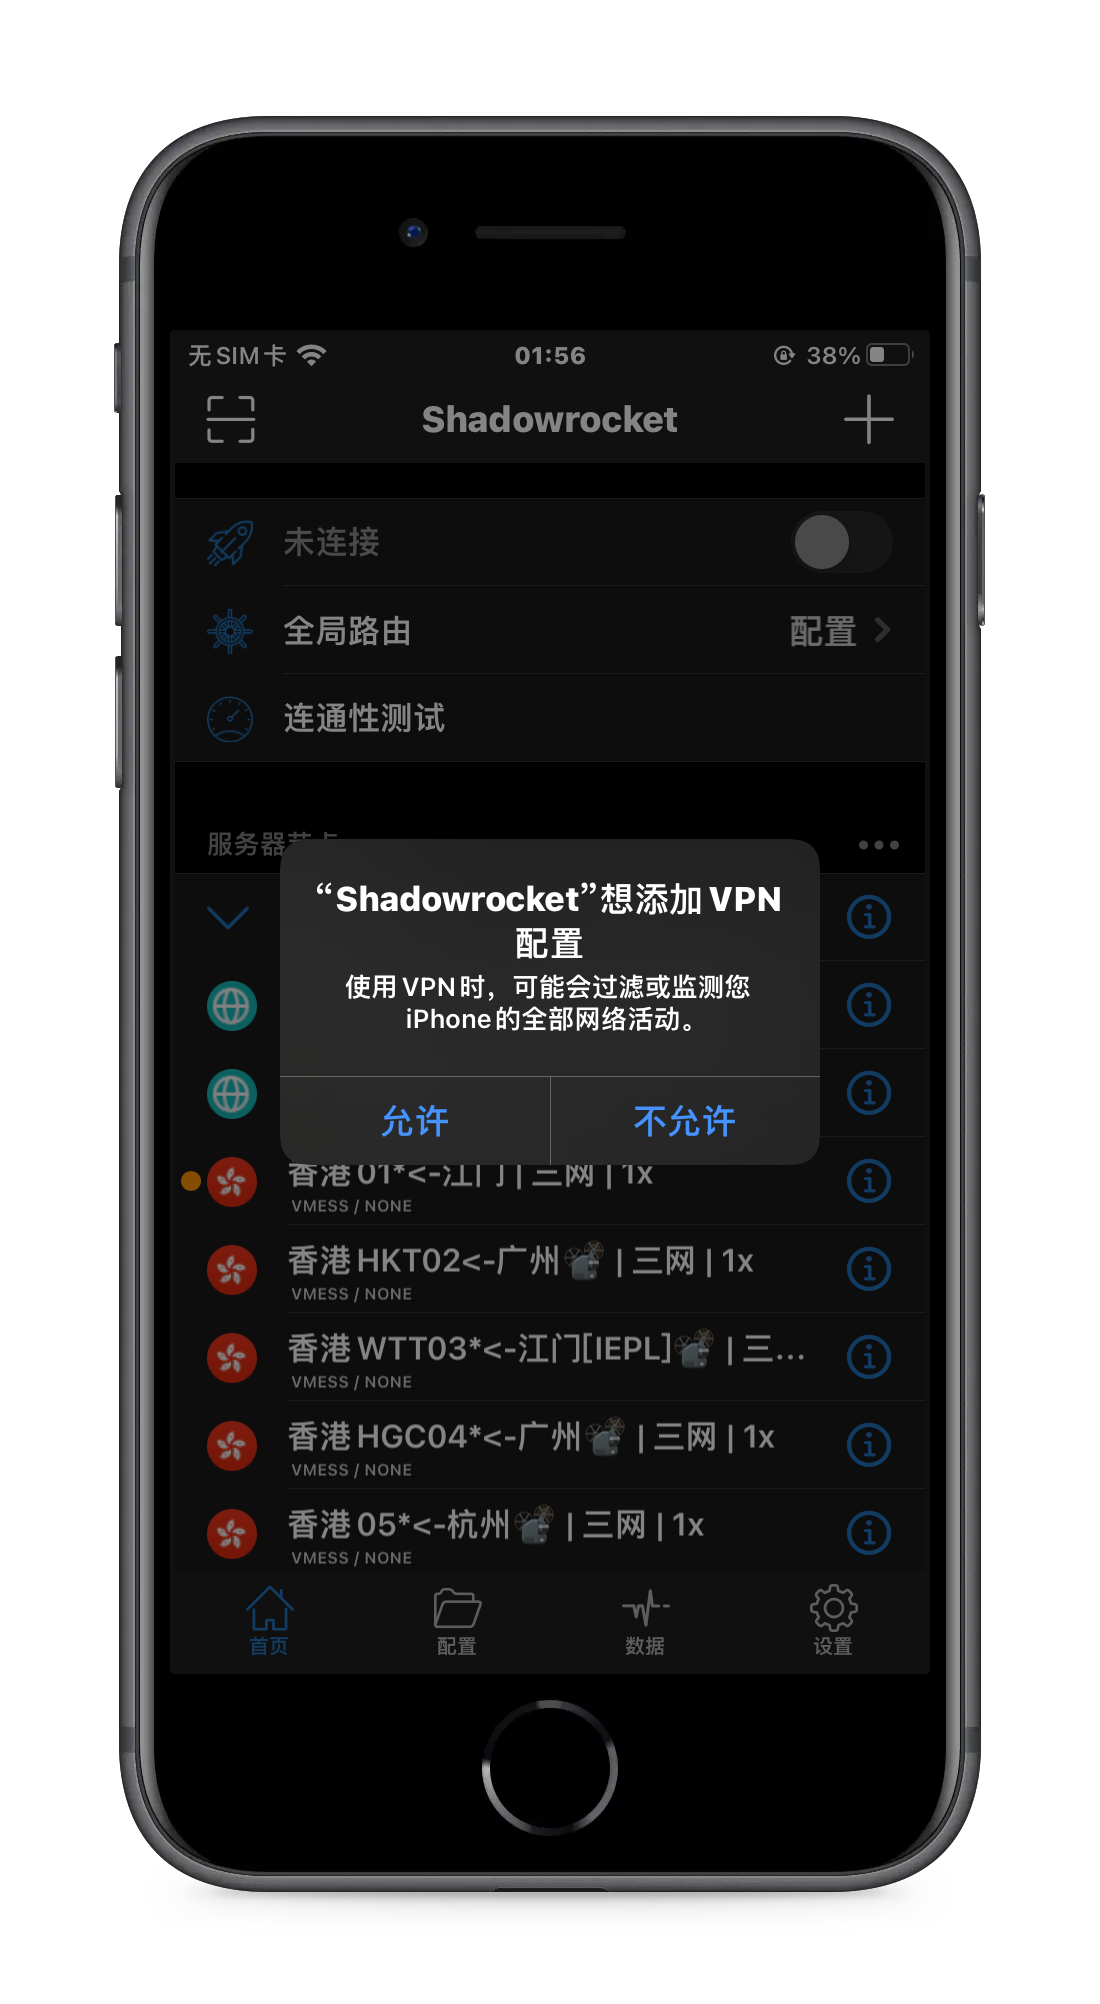 无SIM卡 01:56 38%
Shadowrocket
未连接
全局路由 配置
连通性测试
服务器节点
“Shadowrocket”想添加 VPN
配置
使用 VPN 时，可能会过滤或监测您
iPhone 的全部网络活动。
允许 不允许
香港 01*<-江门 | 三网 | 1x
VMESS / NONE
香港 HKT02<-广州📽 | 三网 | 1x
VMESS / NONE
香港 WTT03*<-江门[IEPL]📽 | 三...
VMESS / NONE
香港 HGC04*<-广州📽 | 三网 | 1x
VMESS / NONE
香港 05*<-杭州📽 | 三网 | 1x
VMESS / NONE
首页 配置 数据 设置